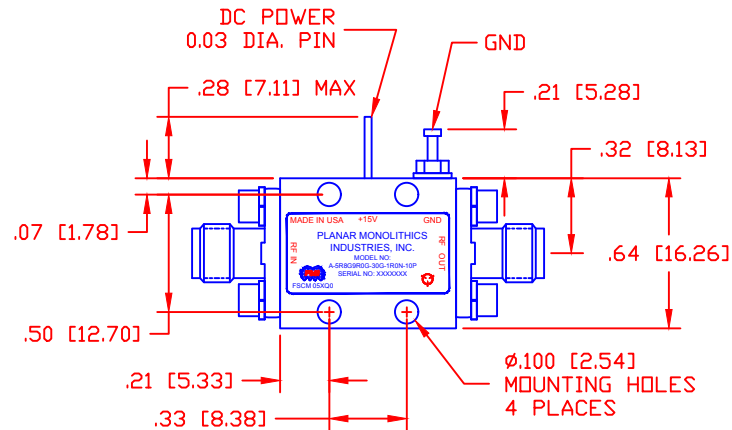 DC POWER
0.03 DIA. PIN
GND
.28 [7.11] MAX
.21 [5.28]
.32 [8.13]
.07 [1.78]
MADE IN USA
+15V
GND
PLANAR MONOLITHICS
INDUSTRIES, INC.
MODEL NO:
A-5R8G9R0G-30G-1R0N-10P
SERIAL NO: XXXXXXX
RF IN
RF OUT
PMI
FSCM 05XQ0
.64 [16.26]
.50 [12.70]
.21 [5.33]
.33 [8.38]
Ø.100 [2.54]
MOUNTING HOLES
4 PLACES